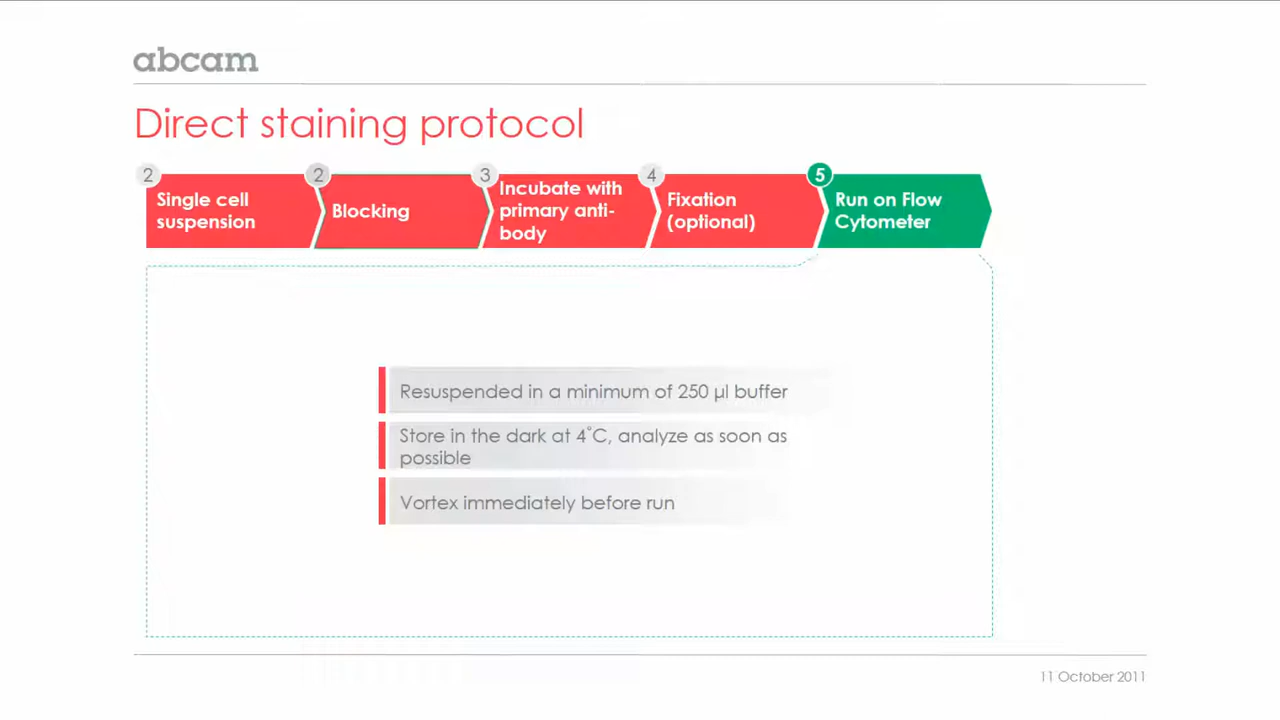 abcam
Direct staining protocol
2
Single cell
suspension
2
Blocking
3
Incubate with
primary anti-
body
4
Fixation
(optional)
5
Run on Flow
Cytometer
Resuspended in a minimum of 250 µl buffer
Store in the dark at 4°C, analyze as soon as
possible
Vortex immediately before run
11 October 2011